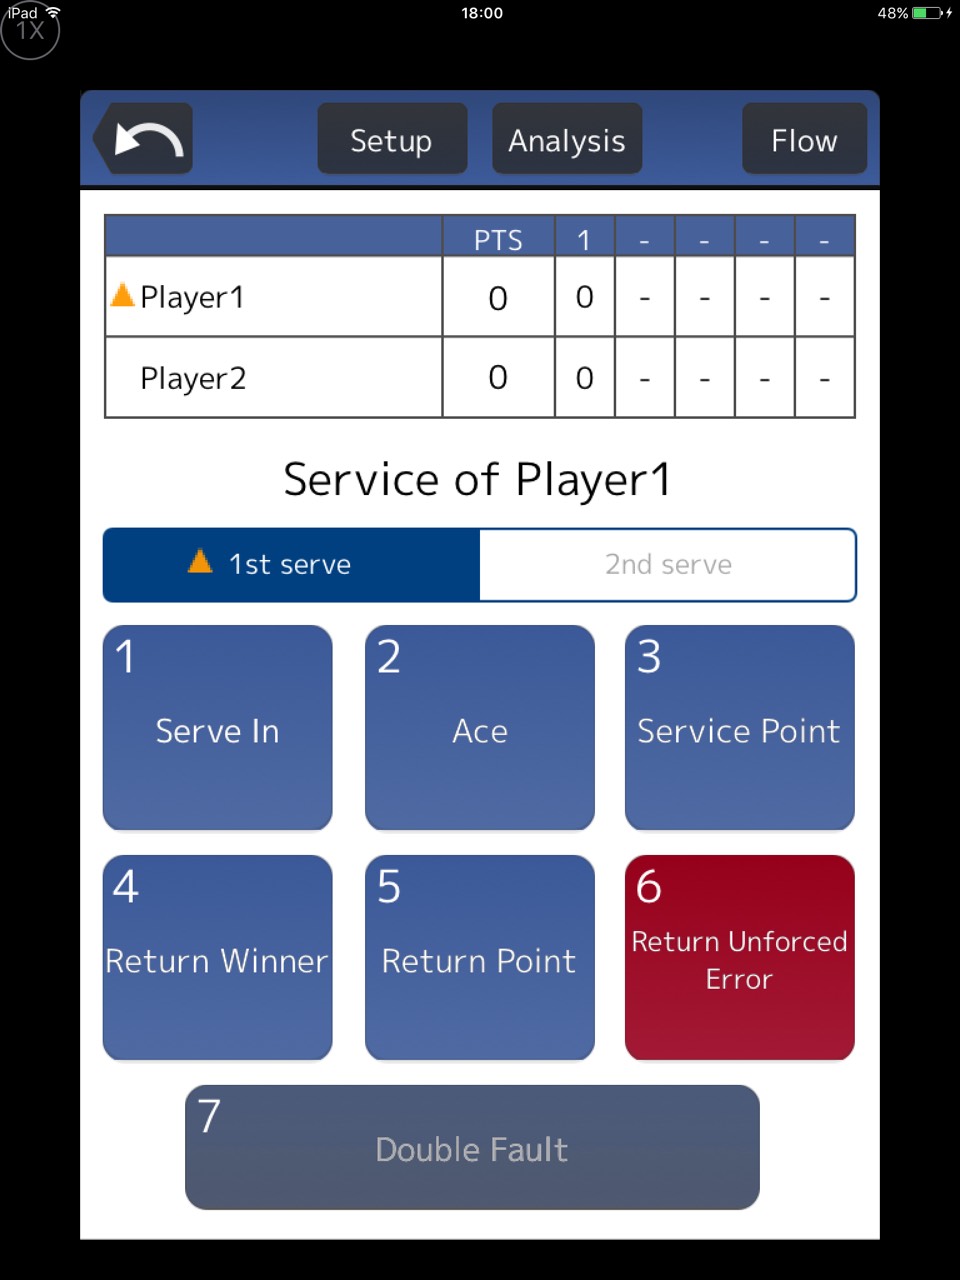 iPad 18:00 48%
1X
Setup Analysis Flow
PTS 1 - - - -
Player1 0 0 - - - -
Player2 0 0 - - - -
Service of Player1
1st serve 2nd serve
1 2 3
Serve In Ace Service Point
4 5 6
Return Winner Return Point Return Unforced
Error
7
Double Fault